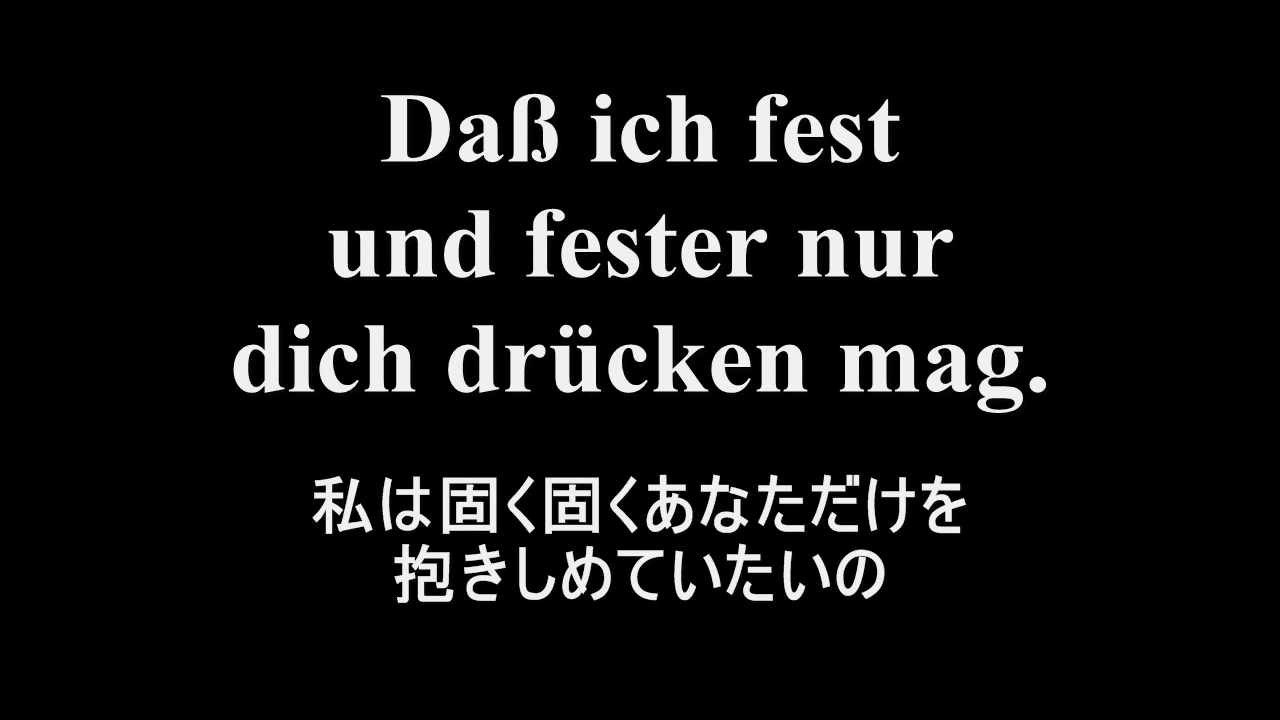 Daß ich fest
und fester nur
dich drücken mag.
私は固く固くあなただけを
抱きしめていたいの